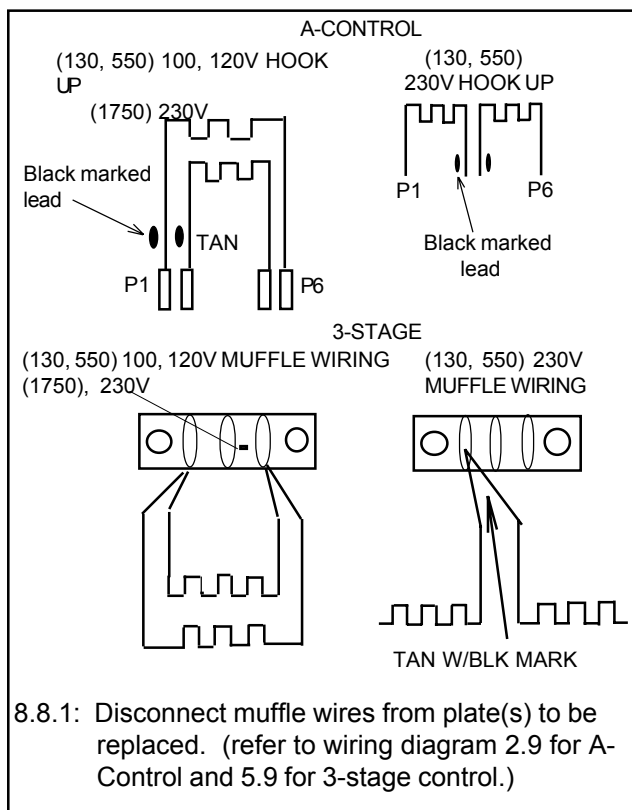 A-CONTROL
(130, 550) 100, 120V HOOK
UP
(1750) 230V
Black marked
lead
TAN
P1
P6
(130, 550)
230V HOOK UP
P1
P6
Black marked
lead
3-STAGE
(130, 550) 100, 120V MUFFLE WIRING
(1750), 230V
(130, 550) 230V
MUFFLE WIRING
TAN W/BLK MARK
8.8.1: Disconnect muffle wires from plate(s) to be
replaced. (refer to wiring diagram 2.9 for A-
Control and 5.9 for 3-stage control.)